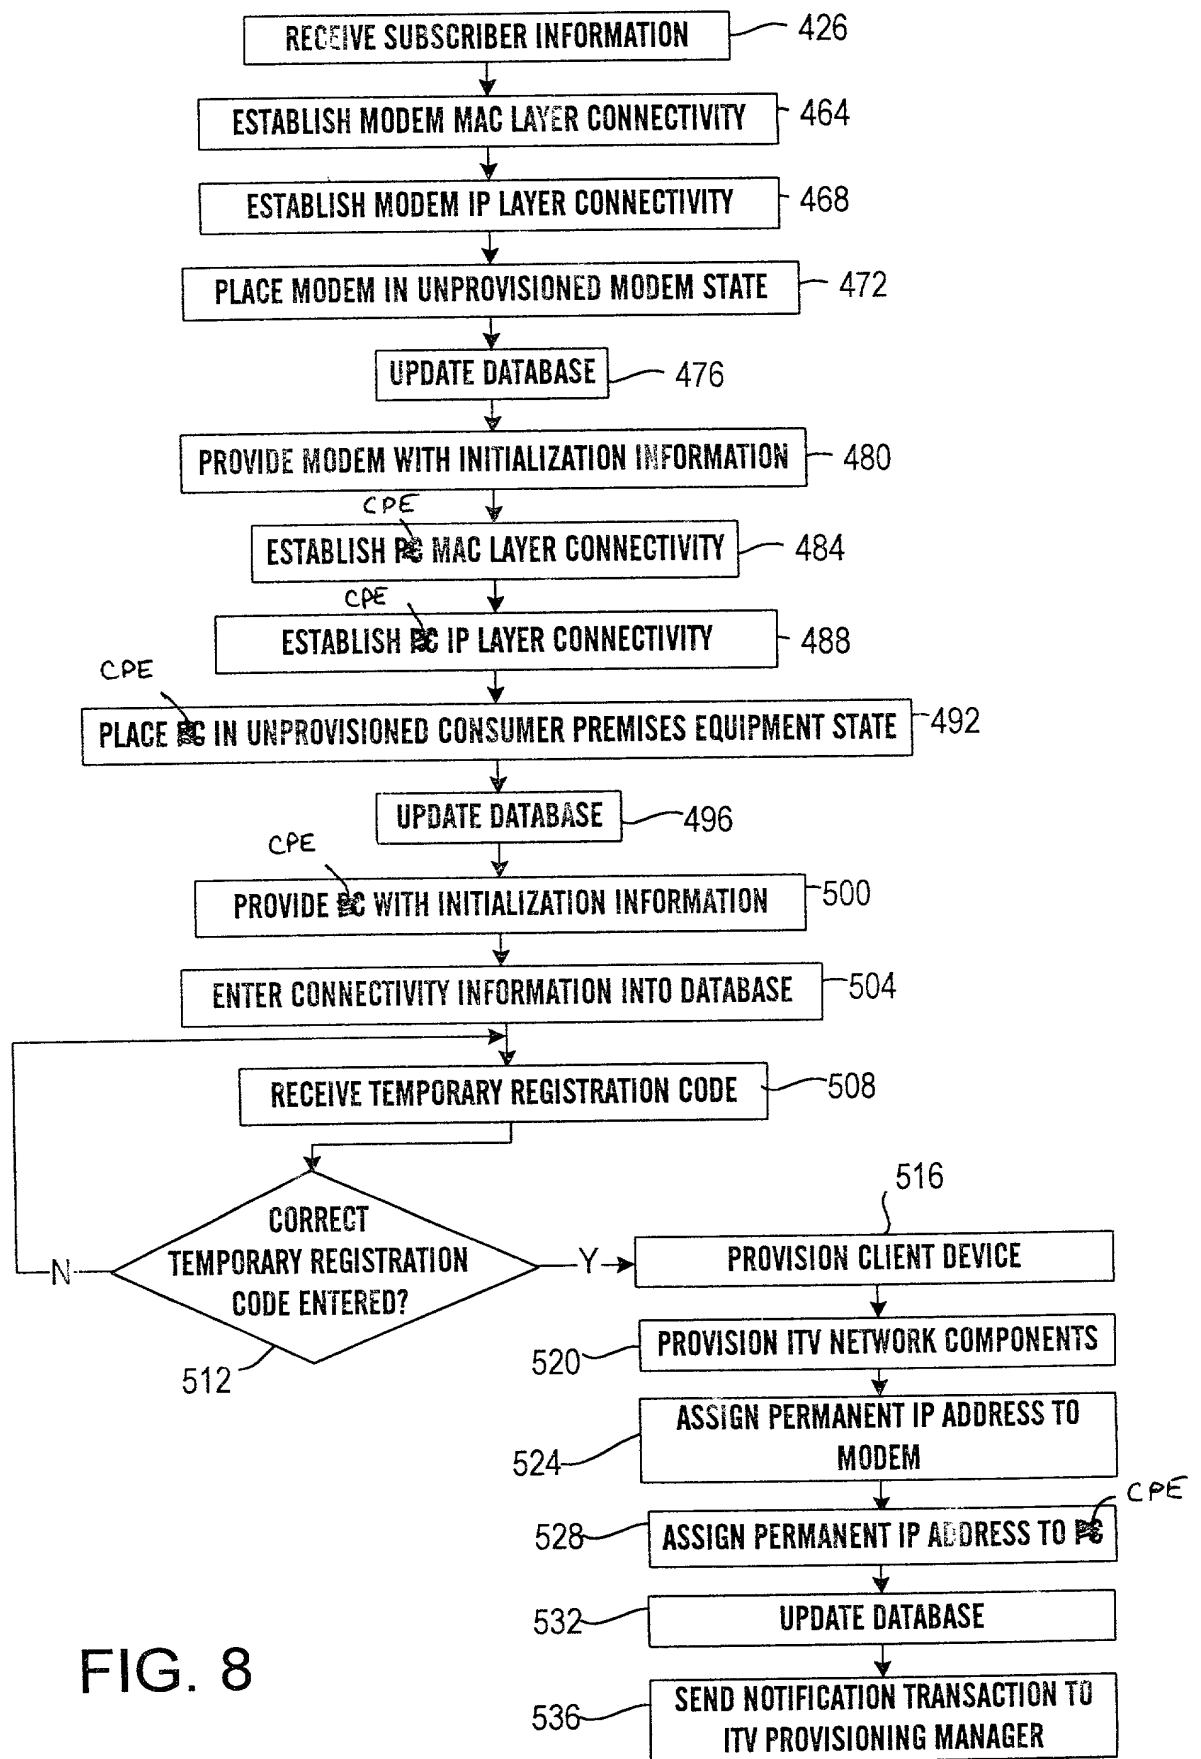 RECEIVE SUBSCRIBER INFORMATION 426
ESTABLISH MODEM MAC LAYER CONNECTIVITY 464
ESTABLISH MODEM IP LAYER CONNECTIVITY 468
PLACE MODEM IN UNPROVISIONED MODEM STATE 472
UPDATE DATABASE 476
PROVIDE MODEM WITH INITIALIZATION INFORMATION 480
CPE
ESTABLISH PC MAC LAYER CONNECTIVITY 484
CPE
ESTABLISH PC IP LAYER CONNECTIVITY 488
CPE
PLACE PC IN UNPROVISIONED CONSUMER PREMISES EQUIPMENT STATE 492
UPDATE DATABASE 496
CPE
PROVIDE PC WITH INITIALIZATION INFORMATION 500
ENTER CONNECTIVITY INFORMATION INTO DATABASE 504
RECEIVE TEMPORARY REGISTRATION CODE 508
CORRECT
TEMPORARY REGISTRATION
CODE ENTERED?
N
Y
512
516
PROVISION CLIENT DEVICE
520 PROVISION ITV NETWORK COMPONENTS
ASSIGN PERMANENT IP ADDRESS TO
MODEM
524
CPE
528 ASSIGN PERMANENT IP ADDRESS TO PC
532 UPDATE DATABASE
SEND NOTIFICATION TRANSACTION TO
ITV PROVISIONING MANAGER
536
FIG. 8